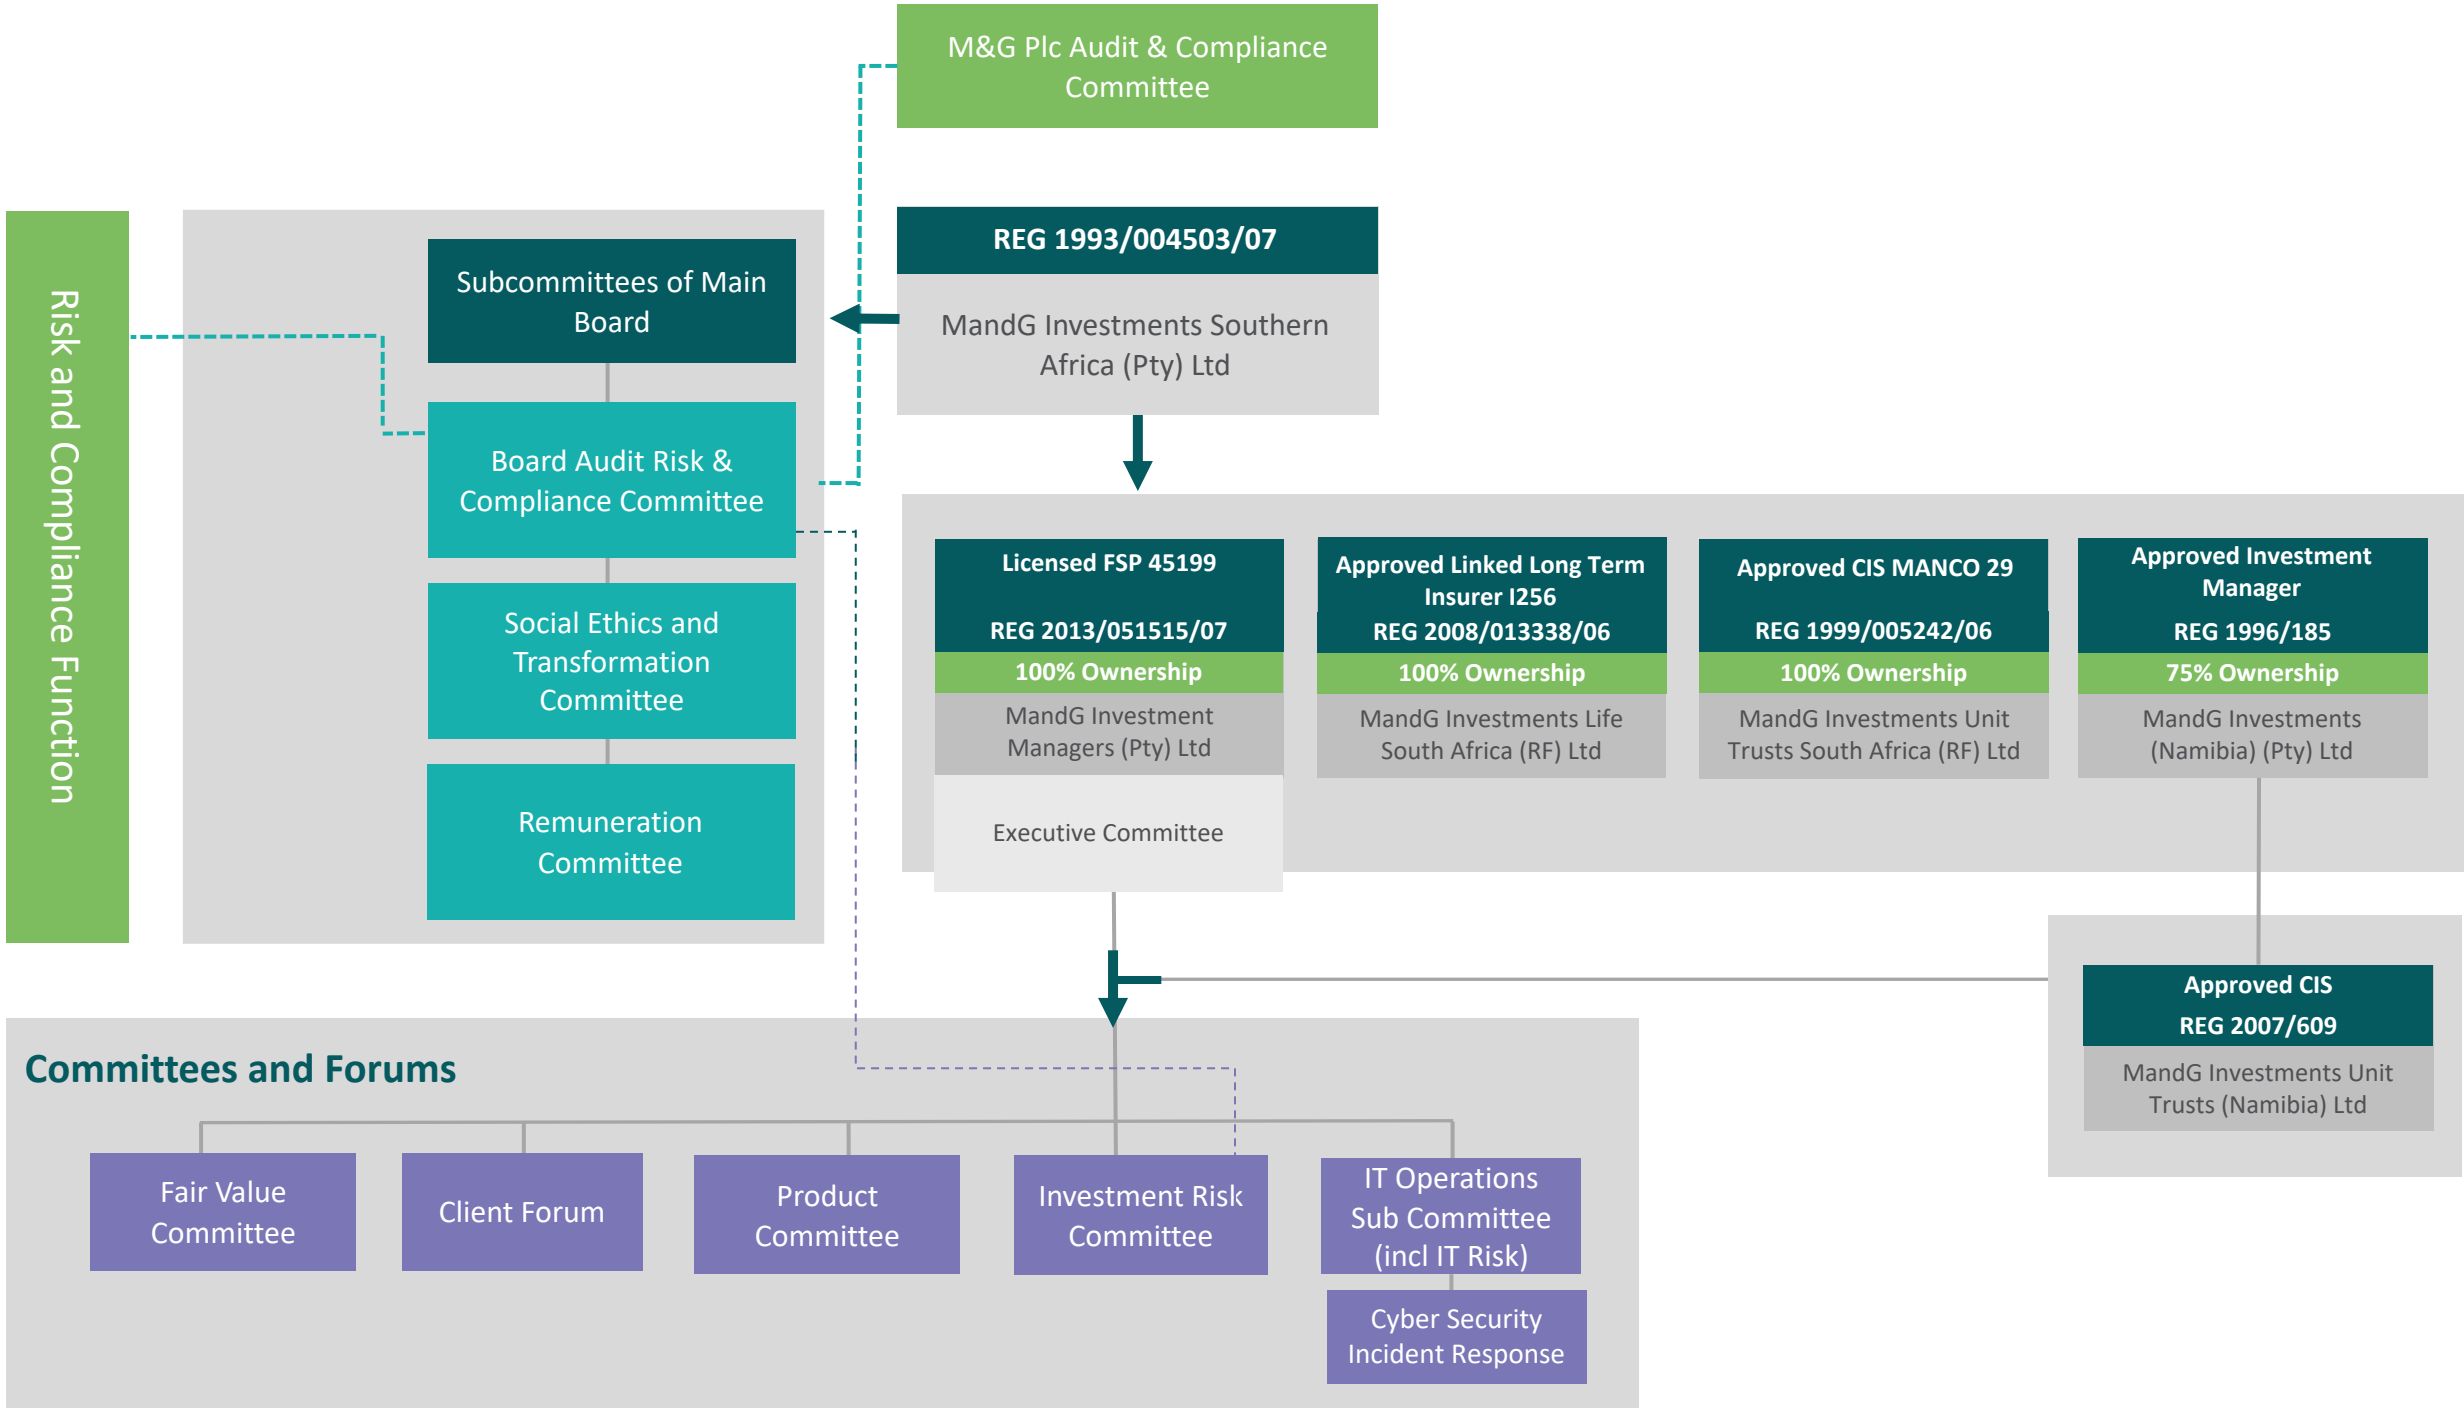 M&G Plc Audit & Compliance
Committee
Risk and Compliance Function
Subcommittees of Main
Board
Board Audit Risk &
Compliance Committee
Social Ethics and
Transformation
Committee
Remuneration
Committee
REG 1993/004503/07
MandG Investments Southern
Africa (Pty) Ltd
Licensed FSP 45199
REG 2013/051515/07
100% Ownership
MandG Investment
Managers (Pty) Ltd
Executive Committee
Approved Linked Long Term
Insurer I256
REG 2008/013338/06
100% Ownership
MandG Investments Life
South Africa (RF) Ltd
Approved CIS MANCO 29
REG 1999/005242/06
100% Ownership
MandG Investments Unit
Trusts South Africa (RF) Ltd
Approved Investment
Manager
REG 1996/185
75% Ownership
MandG Investments
(Namibia) (Pty) Ltd
Approved CIS
REG 2007/609
MandG Investments Unit
Trusts (Namibia) Ltd
Committees and Forums
Fair Value
Committee
Client Forum
Product
Committee
Investment Risk
Committee
IT Operations
Sub Committee
(incl IT Risk)
Cyber Security
Incident Response